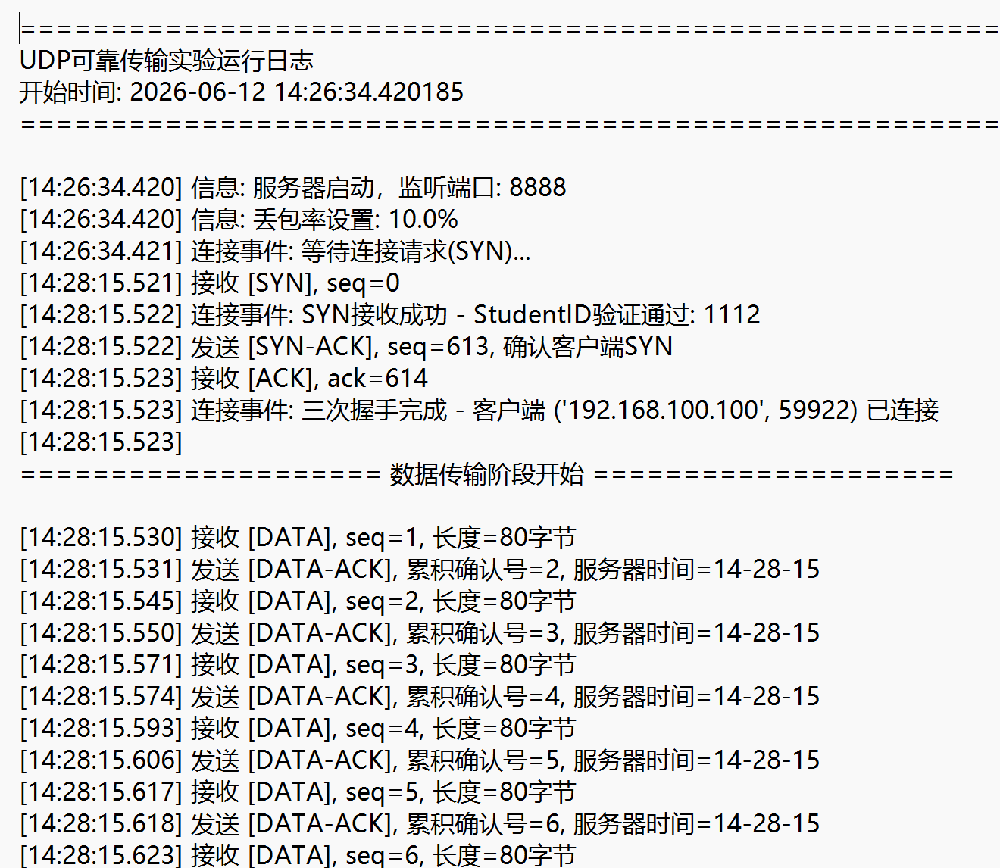 ======================================================
UDP可靠传输实验运行日志
开始时间: 2026-06-12 14:26:34.420185
======================================================
[14:26:34.420] 信息: 服务器启动，监听端口: 8888
[14:26:34.420] 信息: 丢包率设置: 10.0%
[14:26:34.421] 连接事件: 等待连接请求(SYN)...
[14:28:15.521] 接收 [SYN], seq=0
[14:28:15.522] 连接事件: SYN接收成功 - StudentID验证通过: 1112
[14:28:15.522] 发送 [SYN-ACK], seq=613, 确认客户端SYN
[14:28:15.523] 接收 [ACK], ack=614
[14:28:15.523] 连接事件: 三次握手完成 - 客户端 ('192.168.100.100', 59922) 已连接
[14:28:15.523]
==================== 数据传输阶段开始 ====================
[14:28:15.530] 接收 [DATA], seq=1, 长度=80字节
[14:28:15.531] 发送 [DATA-ACK], 累积确认号=2, 服务器时间=14-28-15
[14:28:15.545] 接收 [DATA], seq=2, 长度=80字节
[14:28:15.550] 发送 [DATA-ACK], 累积确认号=3, 服务器时间=14-28-15
[14:28:15.571] 接收 [DATA], seq=3, 长度=80字节
[14:28:15.574] 发送 [DATA-ACK], 累积确认号=4, 服务器时间=14-28-15
[14:28:15.593] 接收 [DATA], seq=4, 长度=80字节
[14:28:15.606] 发送 [DATA-ACK], 累积确认号=5, 服务器时间=14-28-15
[14:28:15.617] 接收 [DATA], seq=5, 长度=80字节
[14:28:15.618] 发送 [DATA-ACK], 累积确认号=6, 服务器时间=14-28-15
[14:28:15.623] 接收 [DATA], seq=6, 长度=80字节